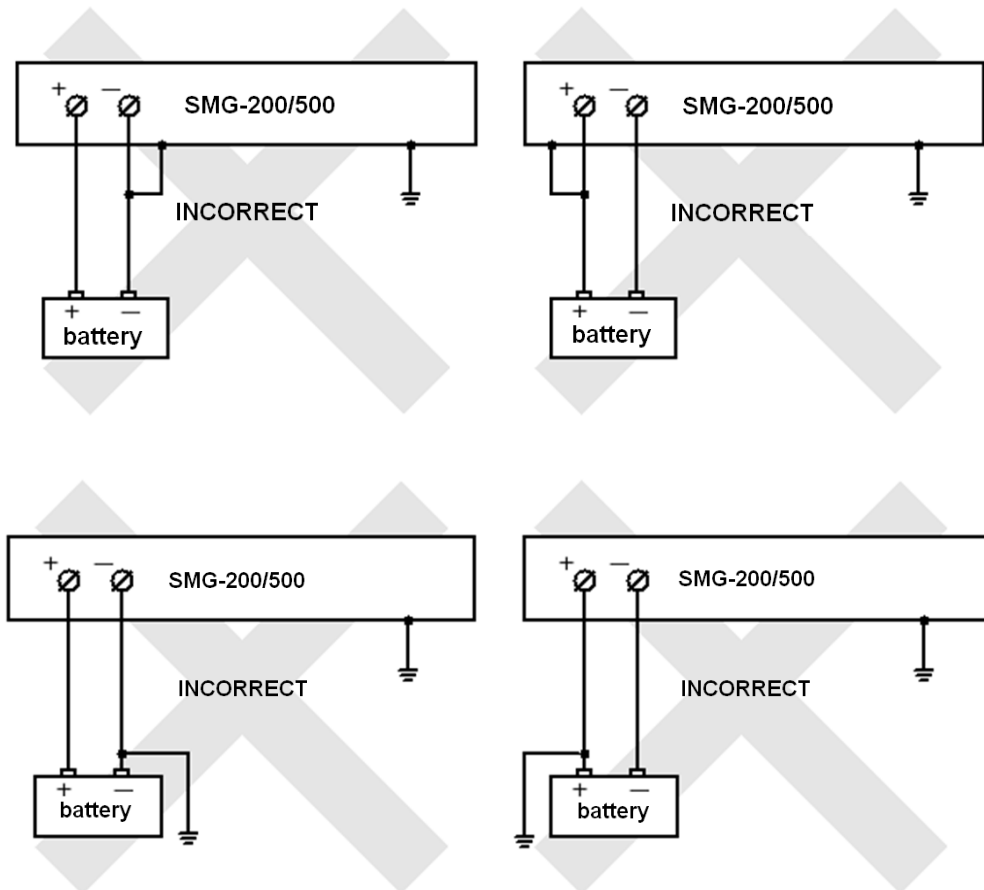 + — SMG-200/500
INCORRECT
+ —
battery
+ — SMG-200/500
INCORRECT
+ —
battery
+ — SMG-200/500
INCORRECT
+ —
battery
+ — SMG-200/500
INCORRECT
+ —
battery